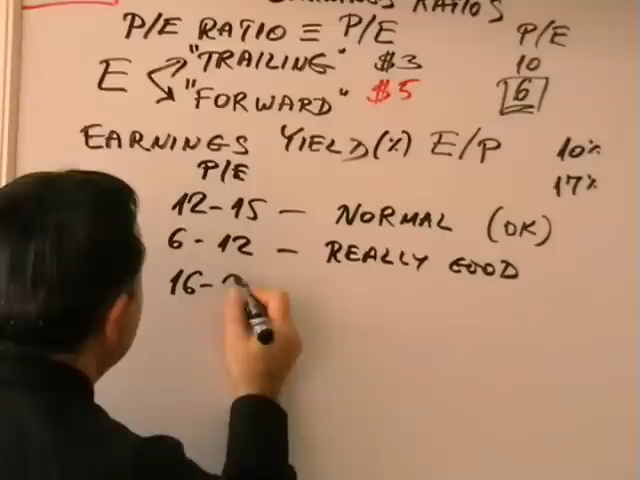 RATIOS
P/E RATIO ≡ P/E P/E
E "TRAILING" $3 10
"FORWARD" $5 6
EARNINGS YIELD(%) E/P 10%
17%
P/E
12-15 - NORMAL (OK)
6-12 - REALLY GOOD
16-